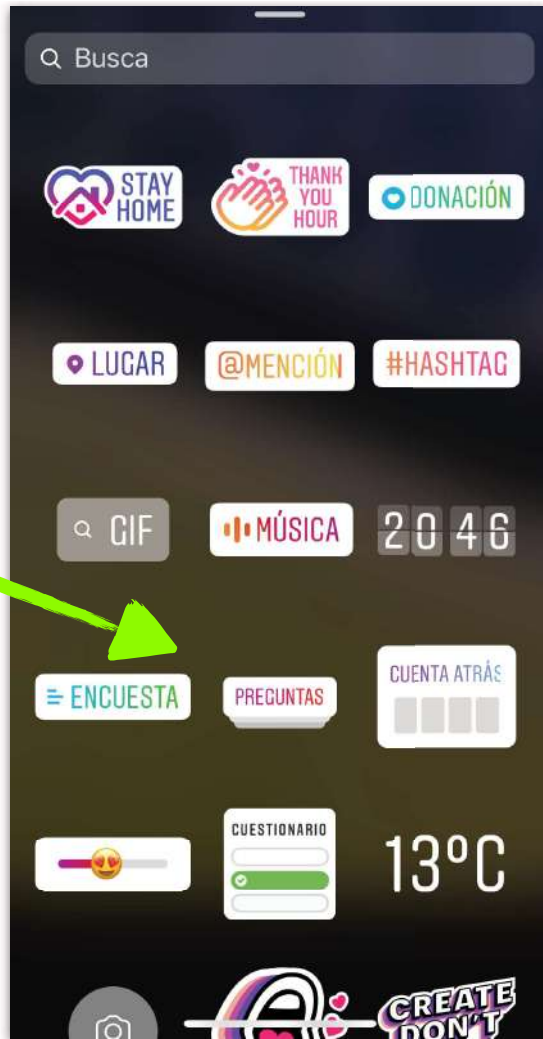 Busca
STAY
HOME
THANK
YOU
HOUR
DONACIÓN
LUGAR
@MENCIÓN
#HASHTAG
GIF
MÚSICA
20 46
ENCUESTA
PREGUNTAS
CUENTA ATRÁS
CUESTIONARIO
13ºC
CREATE
DON'T